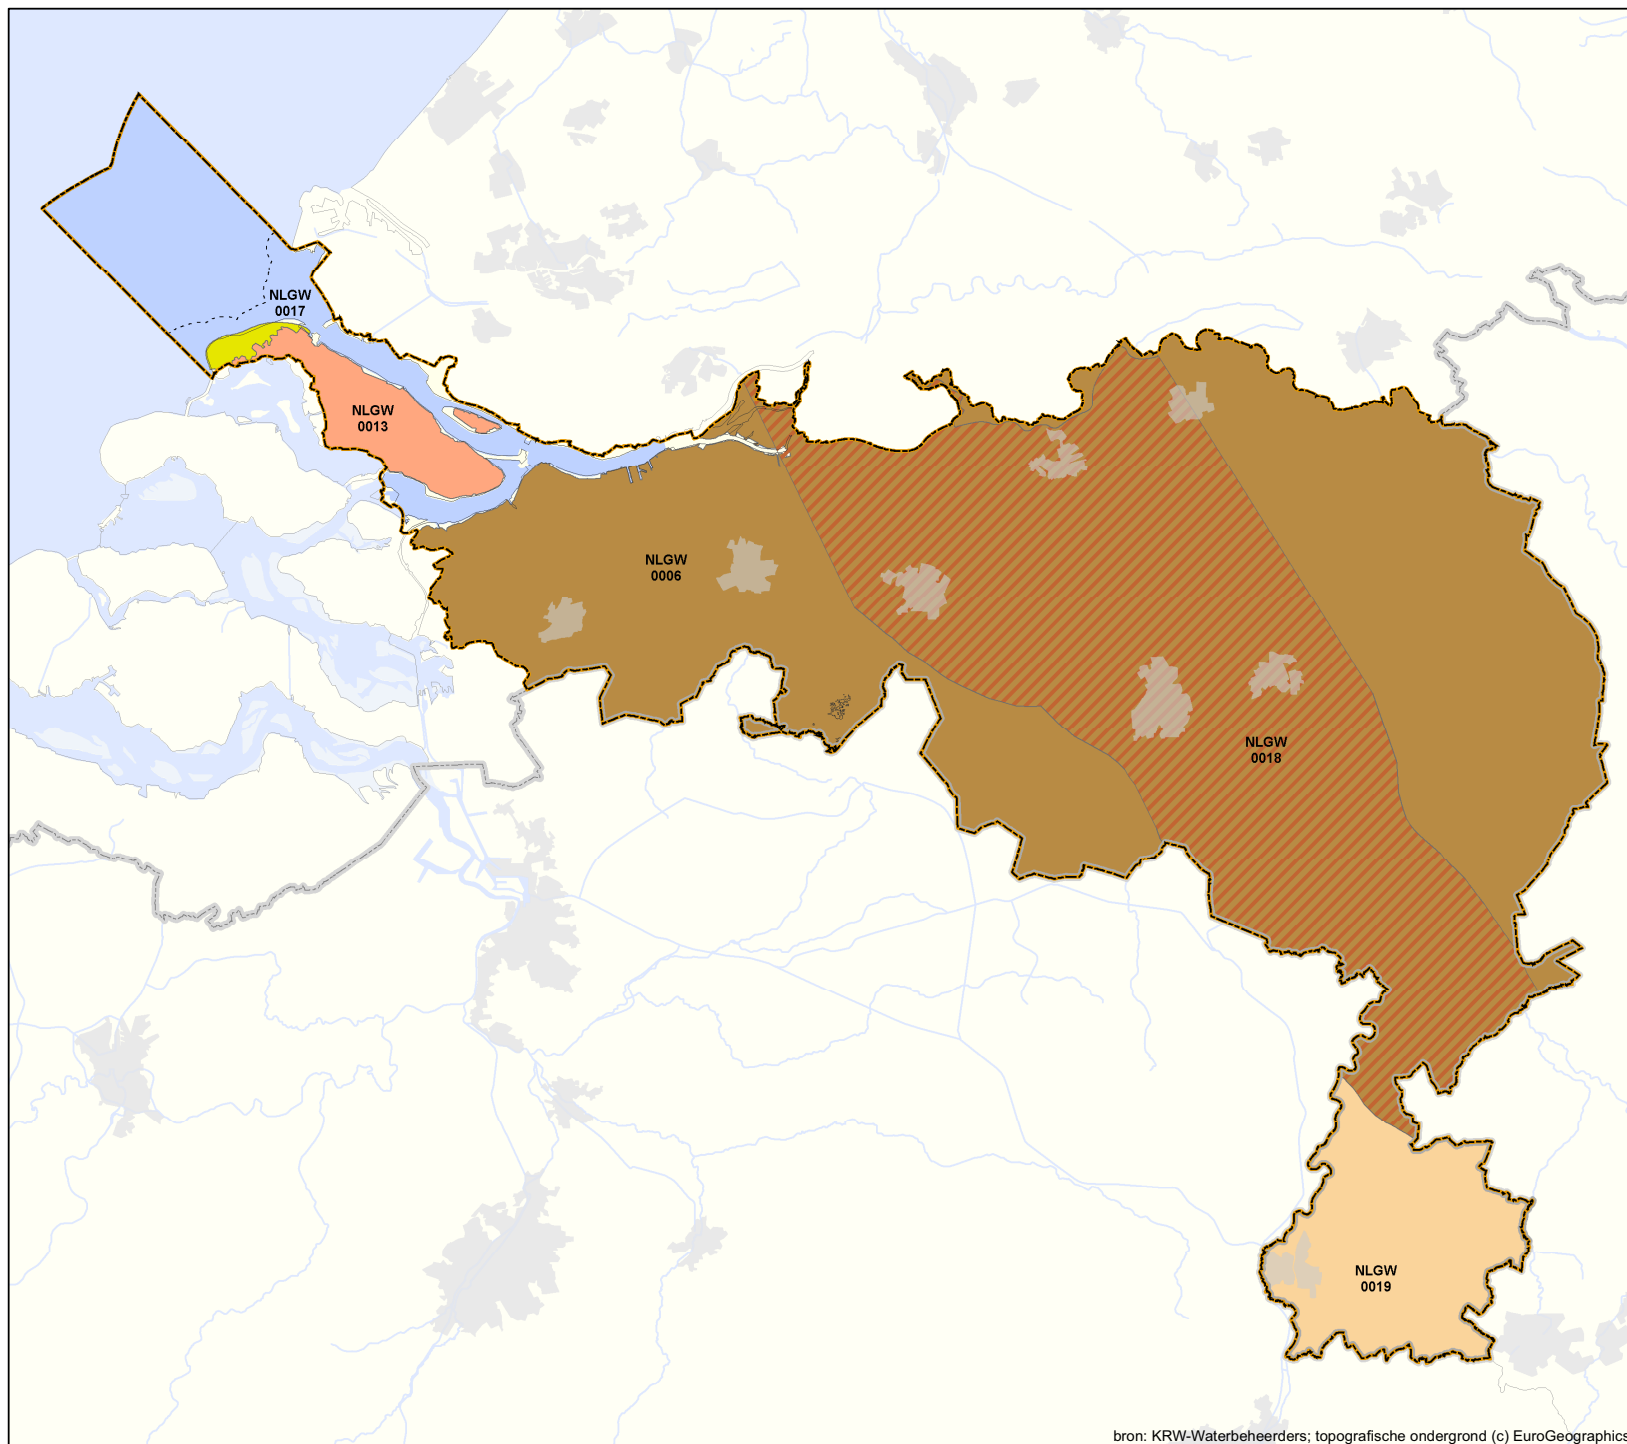 NLGW
0017
NLGW
0013
NLGW
0006
NLGW
0018
NLGW
0019
bron: KRW-Waterbeheerders; topografische ondergrond (c) EuroGeographics